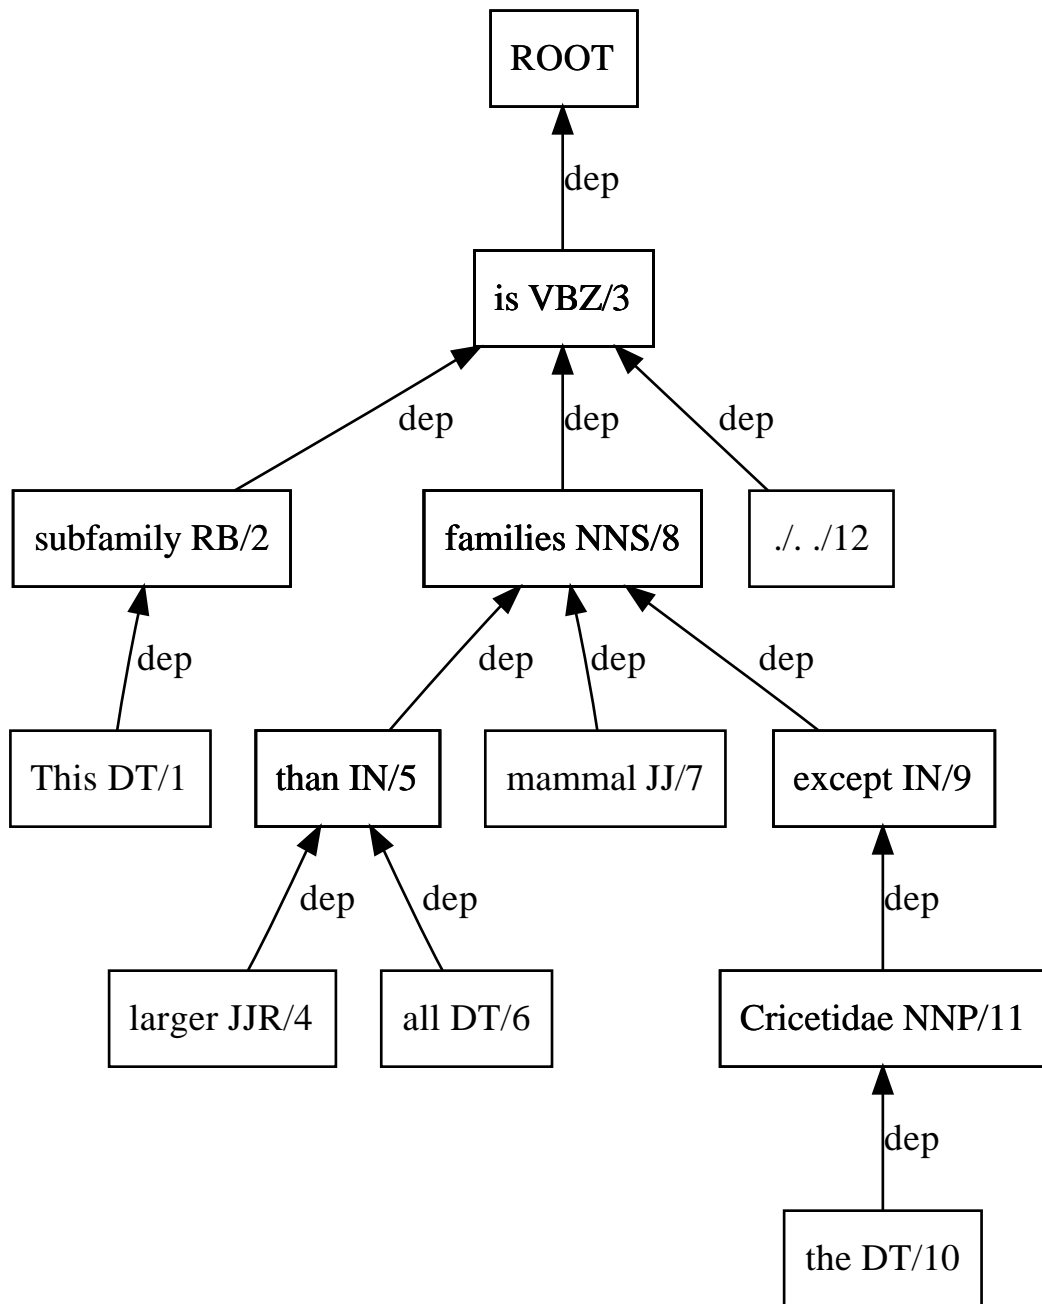 ROOT
dep
is VBZ/3
dep dep dep
subfamily RB/2 families NNS/8 ./. ./12
dep dep dep dep
This DT/1 than IN/5 mammal JJ/7 except IN/9
dep dep dep
larger JJR/4 all DT/6 Cricetidae NNP/11
dep
the DT/10